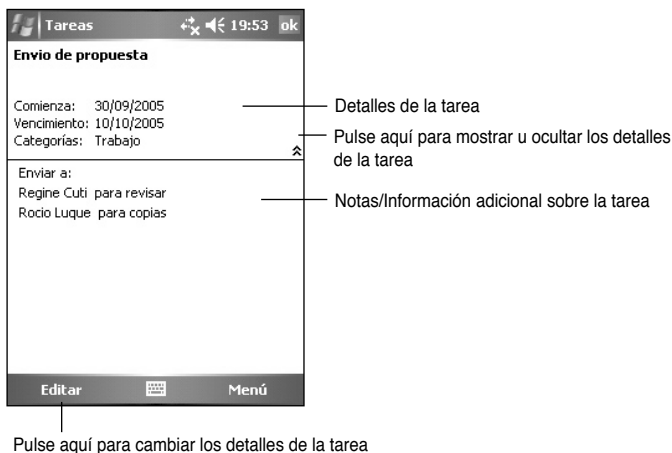 Tareas 19:53 ok
Envio de propuesta
Comienza: 30/09/2005
Vencimiento: 10/10/2005
Categorías: Trabajo
Enviar a:
Regine Cuti para revisar
Rocio Luque para copias
Editar Menú
Detalles de la tarea
Pulse aquí para mostrar u ocultar los detalles
de la tarea
Notas/Información adicional sobre la tarea
Pulse aquí para cambiar los detalles de la tarea